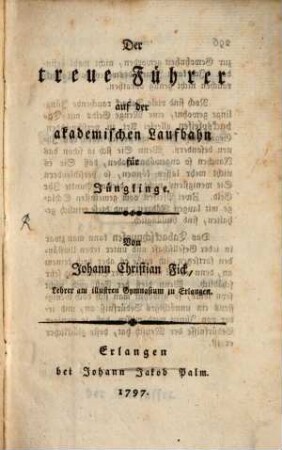 Der
treue Führer
auf der
akademischen Laufbahn
für
Jünglinge.
Von
Johann Christian Fick,
Lehrer am illustren Gymnasium zu Erlangen.
Erlangen
bei Johann Jakob Palm.
1797.